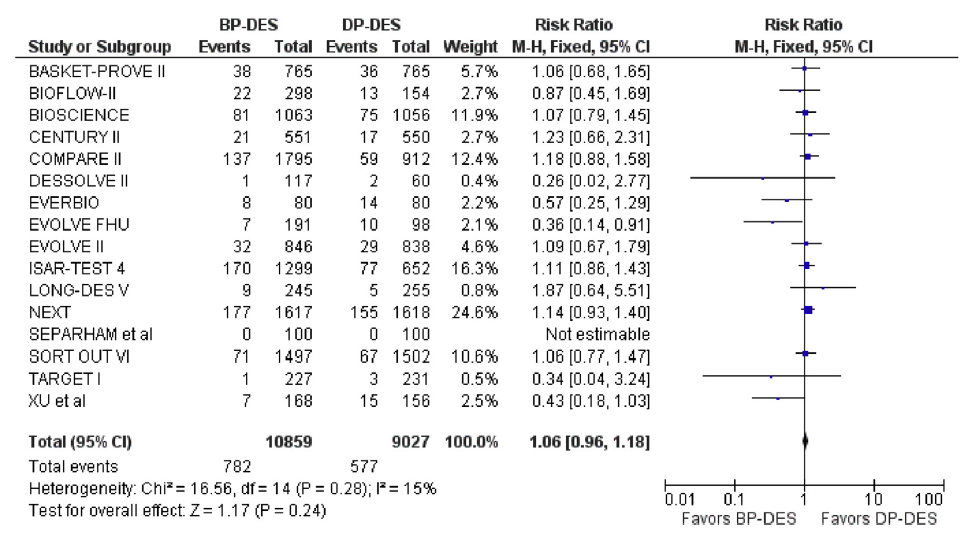 BP-DES DP-DES Risk Ratio Risk Ratio
Study or Subgroup Events Total Events Total Weight M-H, Fixed, 95% CI M-H, Fixed, 95% CI
BASKET-PROVE II 38 765 36 765 5.7% 1.06 [0.68, 1.65]
BIOFLOW-II 22 298 13 154 2.7% 0.87 [0.45, 1.69]
BIOSCIENCE 81 1063 75 1056 11.9% 1.07 [0.79, 1.45]
CENTURY II 21 551 17 550 2.7% 1.23 [0.66, 2.31]
COMPARE II 137 1795 59 912 12.4% 1.18 [0.88, 1.58]
DESSOLVE II 1 117 2 60 0.4% 0.26 [0.02, 2.77]
EVERBIO 8 80 14 80 2.2% 0.57 [0.25, 1.29]
EVOLVE FHU 7 191 10 98 2.1% 0.36 [0.14, 0.91]
EVOLVE II 32 846 29 838 4.6% 1.09 [0.67, 1.79]
ISAR-TEST 4 170 1299 77 652 16.3% 1.11 [0.86, 1.43]
LONG-DES V 9 245 5 255 0.8% 1.87 [0.64, 5.51]
NEXT 177 1617 155 1618 24.6% 1.14 [0.93, 1.40]
SEPARHAM et al 0 100 0 100 Not estimable
SORT OUT VI 71 1497 67 1502 10.6% 1.06 [0.77, 1.47]
TARGET I 1 227 3 231 0.5% 0.34 [0.04, 3.24]
XU et al 7 168 15 156 2.5% 0.43 [0.18, 1.03]
Total (95% CI) 10859 9027 100.0% 1.06 [0.96, 1.18]
Total events 782 577
Heterogeneity: Chi² = 16.56, df = 14 (P = 0.28); I² = 15%
Test for overall effect: Z = 1.17 (P = 0.24)
0.01 0.1 1 10 100
Favors BP-DES Favors DP-DES